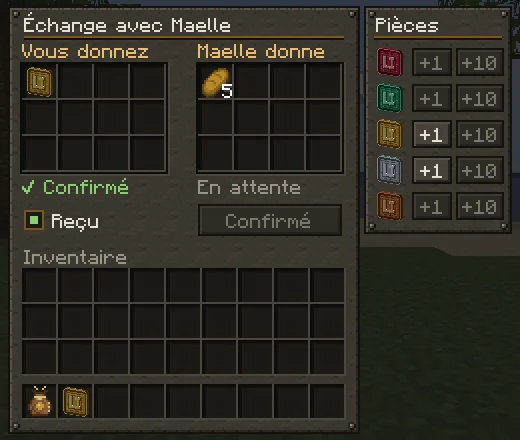 Échange avec Maelle
Vous donnez
Maelle donne
5
✓ Confirmé
En attente
Reçu
Confirmé
Inventaire
Pièces
+1 +10
+1 +10
+1 +10
+1 +10
+1 +10